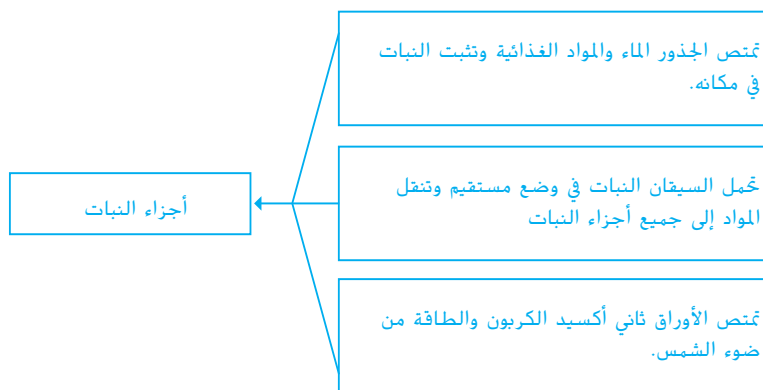 تمتص الجذور الماء والمواد الغذائية وتثبت النبات
في مكانه.
تحمل السيقان النبات في وضع مستقيم وتنقل
المواد إلى جميع أجزاء النبات
أجزاء النبات
تمتص الأوراق ثاني أكسيد الكربون والطاقة من
ضوء الشمس.